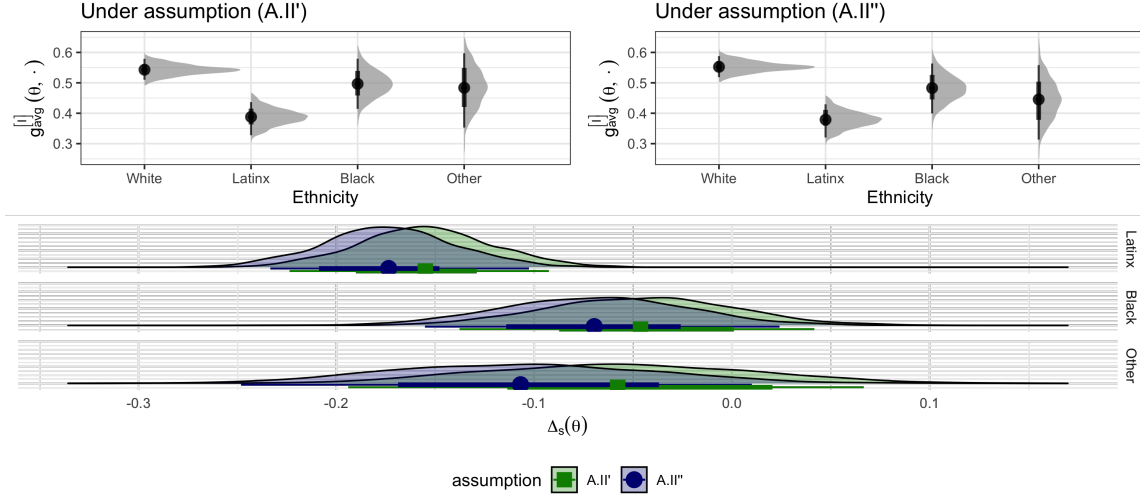 Under assumption (A.II')
Under assumption (A.II'')
0.6
0.5
0.4
0.3
g[1]avg (θ, ·)
White Latinx Black Other
Ethnicity
0.6
0.5
0.4
0.3
g[1]avg (θ, ·)
White Latinx Black Other
Ethnicity
Latinx
Black
Other
-0.3 -0.2 -0.1 0.0 0.1
Δs(θ)
assumption A.II' A.II''